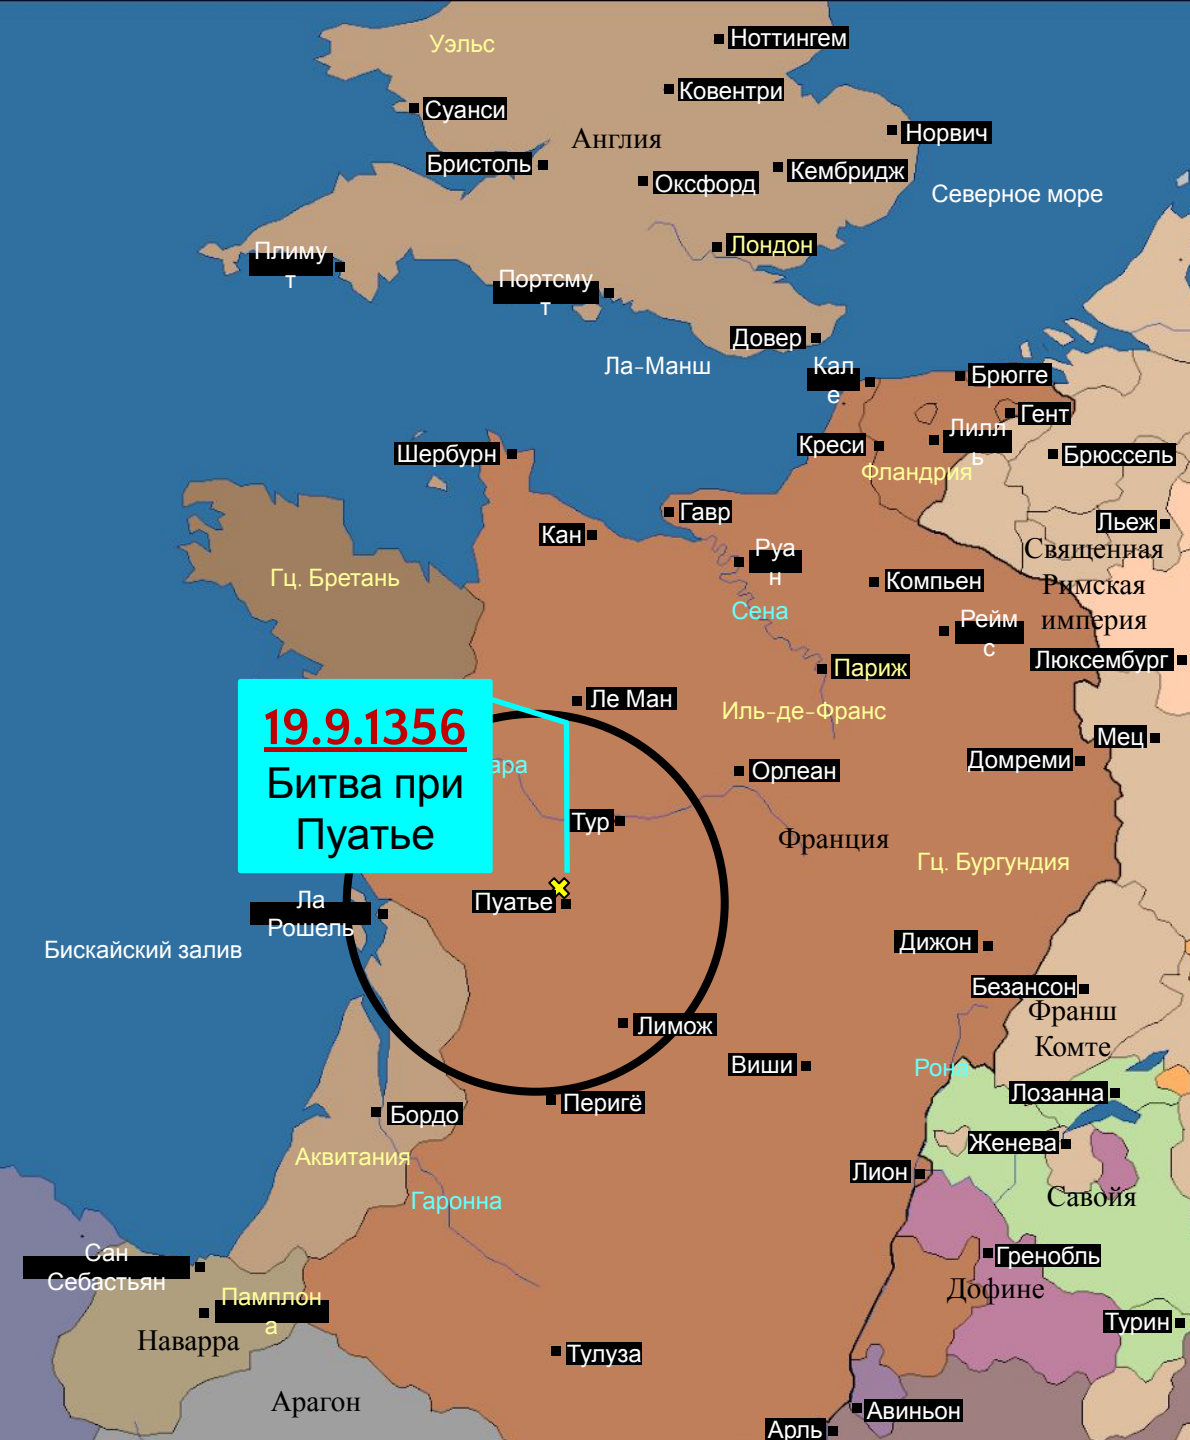 Уэльс
Ноттингем
Ковентри
Суанси
Англия
Норвич
Бристоль
Оксфорд
Кембридж
Северное море
Лондон
Плиму
т
Портсму
т
Довер
Ла-Манш
Кал
е
Брюгге
Гент
Лилл
ь
Креси
Шербурн
Брюссель
Фландрия
Гавр
Льеж
Кан
Руа
н
Священная
Римская
империя
Гц. Бретань
Компьен
Сена
Рейм
с
Париж
Люксембург
Ле Ман
Иль-де-Франс
19.9.1356
Битва при
Пуатье
ара
Мец
Домреми
Орлеан
Тур
Франция
Гц. Бургундия
Пуатье
Ла
Рошель
Бискайский залив
Дижон
Безансон
Франш
Комте
Лимож
Виши
Рона
Лозанна
Перигё
Бордо
Женева
Аквитания
Лион
Савойя
Гаронна
Сан
Себастьян
Гренобль
Дофине
Памплон
а
Наварра
Турин
Тулуза
Арагон
Авиньон
Арль